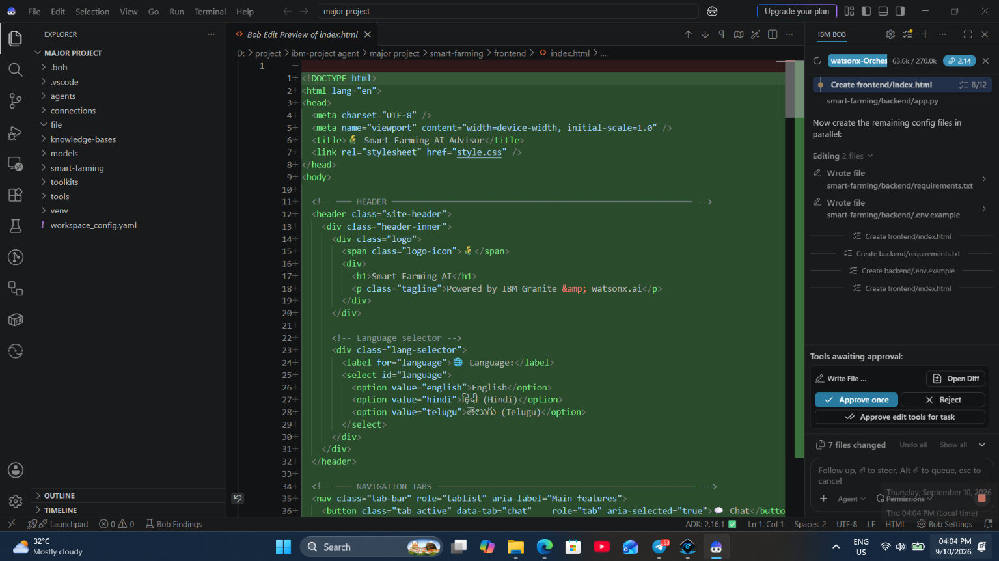 File Edit Selection View Go Run Terminal Help
major project
Upgrade your plan
EXPLORER
MAJOR PROJECT
.bob
.vscode
agents
connections
file
knowledge-bases
models
smart-farming
toolkits
tools
venv
! workspace_config.yaml
OUTLINE
TIMELINE
Bob Edit Preview of index.html
D: > project > ibm-project agent > major project > smart-farming > frontend > index.html > ...
1
1+ <!DOCTYPE html>
2+ <html lang="en">
3+ <head>
4+ <meta charset="UTF-8" />
5+ <meta name="viewport" content="width=device-width, initial-scale=1.0" />
6+ <title>🌾 Smart Farming AI Advisor</title>
7+ <link rel="stylesheet" href="style.css" />
8+ </head>
9+ <body>
10+
11+ <!-- ═══ HEADER ═══════════════════════════ -->
12+ <header class="site-header">
13+ <div class="header-inner">
14+ <div class="logo">
15+ <span class="logo-icon">🌾</span>
16+ <div>
17+ <h1>Smart Farming AI</h1>
18+ <p class="tagline">Powered by IBM Granite &amp; watsonx.ai</p>
19+ </div>
20+ </div>
21+
22+ <!-- Language selector -->
23+ <div class="lang-selector">
24+ <label for="language">🌐 Language:</label>
25+ <select id="language">
26+ <option value="english">English</option>
27+ <option value="hindi">हिंदी (Hindi)</option>
28+ <option value="telugu">తెలుగు (Telugu)</option>
29+ </select>
30+ </div>
31+ </div>
32+ </header>
33+
34+ <!-- ═══ NAVIGATION TABS ═══════════════════════ -->
35+ <nav class="tab-bar" role="tablist" aria-label="Main features">
36+ <button class="tab active" data-tab="chat" role="tab" aria-selected="true">💬 Chat</butto
IBM BOB
watsonx-Orches 63.6k / 270.0k 2.14
Create frontend/index.html 8/12
smart-farming/backend/app.py
Now create the remaining config files in
parallel:
Editing 2 files
Wrote file
smart-farming/backend/requirements.txt
Wrote file
smart-farming/backend/.env.example
Create frontend/index.html
Create backend/requirements.txt
Create backend/.env.example
Create frontend/index.html
Tools awaiting approval:
Write File ... Open Diff
Approve once Reject
Approve edit tools for task
7 files changed Undo all Show all
Follow up, ⏎ to steer, Alt ⏎ to queue, esc to
cancel
Thursday, September 10, 2026
Agent Permissions
Thu 04:04 PM (Local time)
Launchpad 0 0 Bob Findings
ADK: 2.16.1 ✅ Ln 1, Col 1 Spaces: 2 UTF-8 LF HTML Bob Settings
32°C
Mostly cloudy
Search
53
ENG
US
04:04 PM
9/10/2026